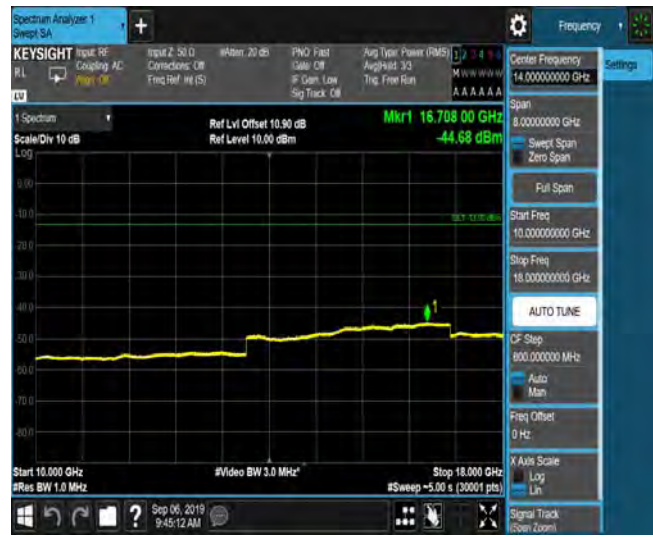 Spectrum Analyzer 1
Swept SA
+
Frequency
KEYSIGHT
RL
Input: RF
Coupling: AC
Align: Off
Input Z: 50 Ω
Corrections: Off
Freq Ref: Int (S)
#Atten: 20 dB
PNO: Fast
Gate: Off
IF Gain: Low
Sig Track: Off
Avg Type: Power (RMS)
Avg|Hold: 3/3
Trig: Free Run
1 2 3 4 5 6
M W W W W W
A A A A A A
LV
1 Spectrum
Scale/Div 10 dB
Log
Ref Lvl Offset 10.90 dB
Ref Level 10.00 dBm
Mkr1 16.708 00 GHz
-44.68 dBm
0.00
-10.0
-20.0
-30.0
-40.0
-50.0
-60.0
-70.0
-80.0
1
Start 10.000 GHz
#Res BW 1.0 MHz
#Video BW 3.0 MHz*
Stop 18.000 GHz
#Sweep ~5.00 s (30001 pts)
?
Sep 06, 2019
9:45:12 AM
Settings
Center Frequency
14.000000000 GHz
Span
8.00000000 GHz
Swept Span
Zero Span
Full Span
Start Freq
10.000000000 GHz
Stop Freq
18.000000000 GHz
AUTO TUNE
CF Step
800.000000 MHz
Auto
Man
Freq Offset
0 Hz
X Axis Scale
Log
Lin
Signal Track
(Span Zoom)